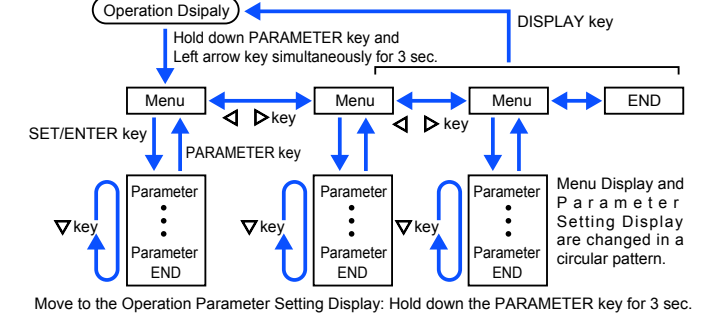 Operation Dsipaly
DISPLAY key
Hold down PARAMETER key and
Left arrow key simultaneously for 3 sec.
Menu
Menu
Menu
END
key
key
SET/ENTER key
PARAMETER key
Parameter
Parameter
END
key
Parameter
Parameter
END
key
Parameter
Parameter
END
key
Menu Display and
Parameter
Setting Display
are changed in a
circular pattern.
Move to the Operation Parameter Setting Display: Hold down the PARAMETER key for 3 sec.